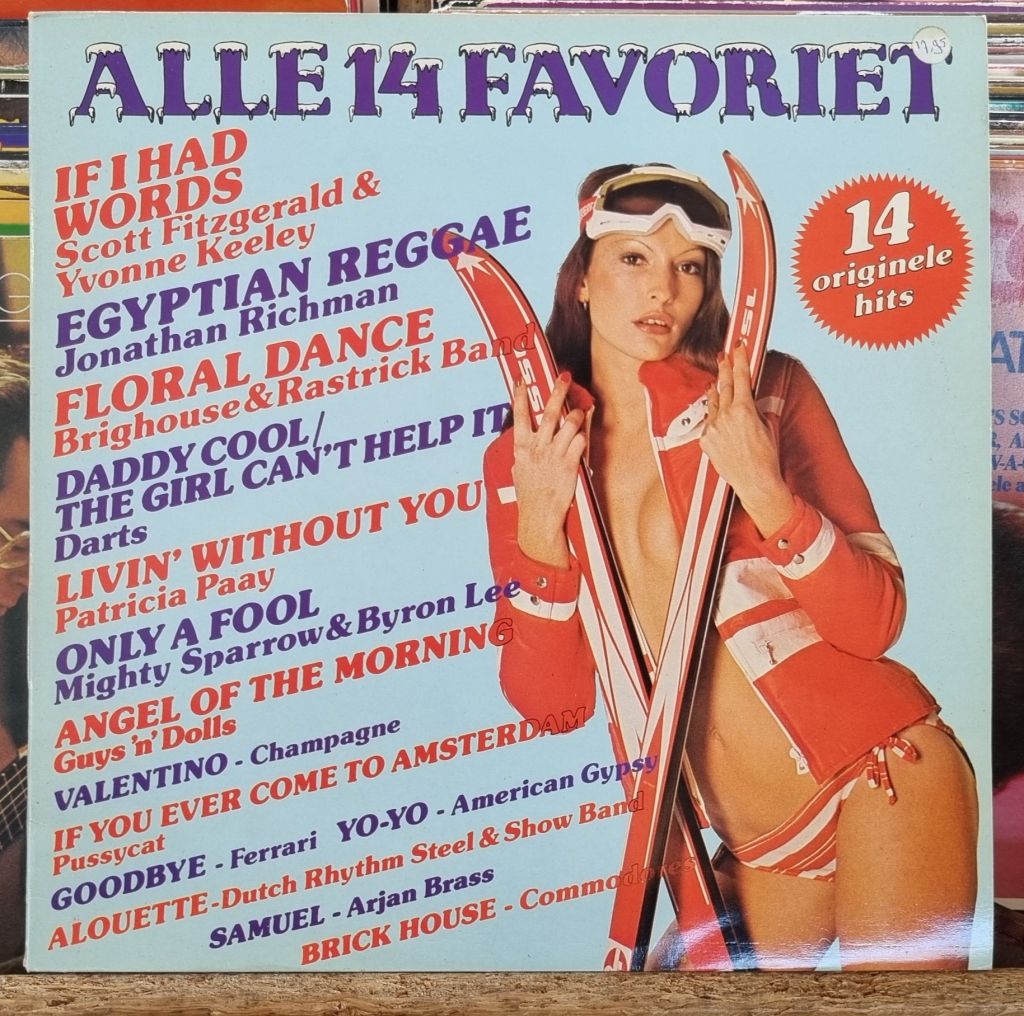 ALLE 14 FAVORIET
IF I HAD
WORDS
Scott Fitzgerald &
Yvonne Keeley
EGYPTIAN REGGAE
Jonathan Richman
FLORAL DANCE
Brighouse & Rastrick Band
DADDY COOL/
THE GIRL CAN'T HELP IT
Darts
LIVIN' WITHOUT YOU
Patricia Paay
ONLY A FOOL
Mighty Sparrow & Byron Lee
ANGEL OF THE MORNING
Guys 'n' Dolls
VALENTINO - Champagne
IF YOU EVER COME TO AMSTERDAM
Pussycat
GOODBYE - Ferrari YO-YO - American Gypsy
ALOUETTE - Dutch Rhythm Steel & Show Band
SAMUEL - Arjan Brass
BRICK HOUSE - Commodores
14
originele
hits